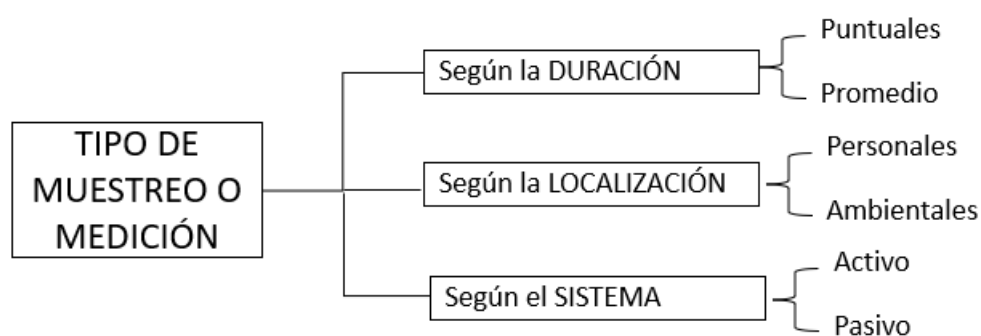 TIPO DE
MUESTREO O
MEDICIÓN
Según la DURACIÓN
Puntuales
Promedio
Según la LOCALIZACIÓN
Personales
Ambientales
Según el SISTEMA
Activo
Pasivo